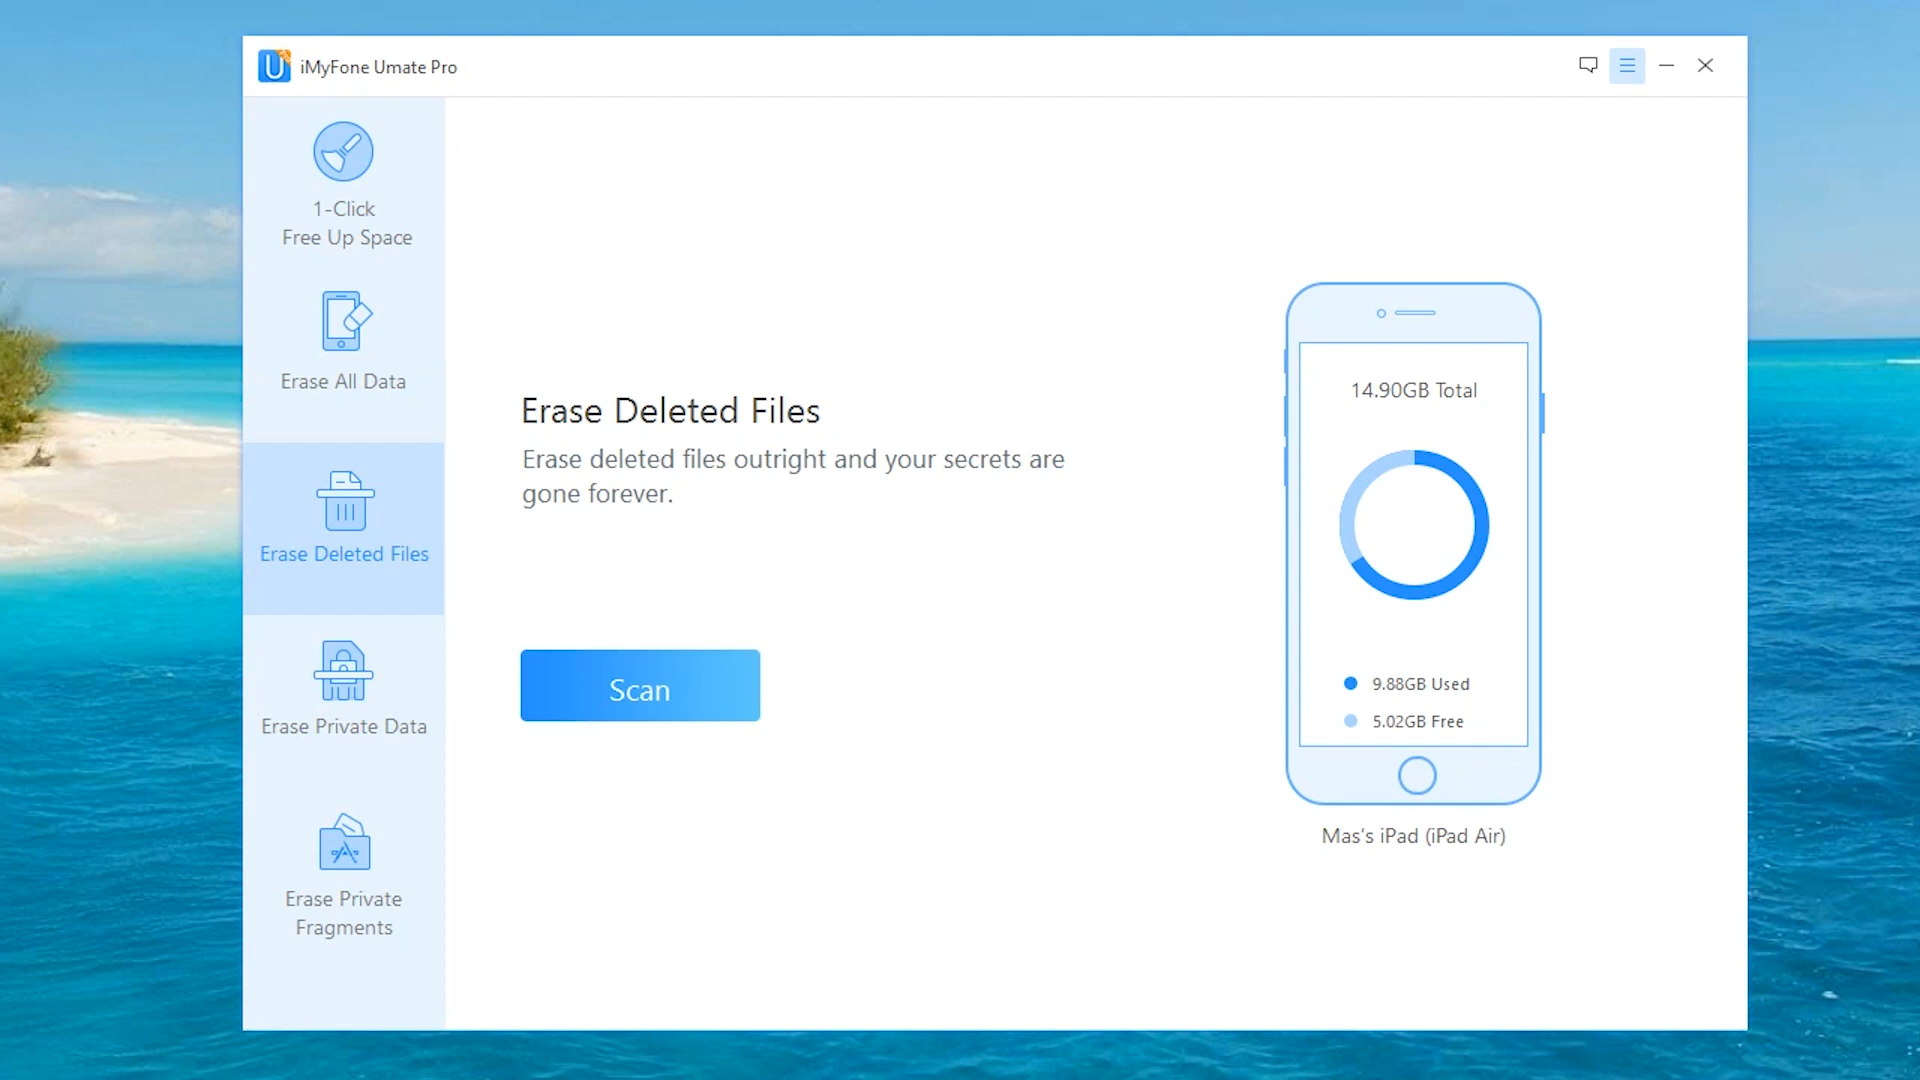 iMyFone Umate Pro
1-Click
Free Up Space
Erase All Data
Erase Deleted Files
Erase Private Data
Erase Private
Fragments
Erase Deleted Files
Erase deleted files outright and your secrets are
gone forever.
Scan
14.90GB Total
9.88GB Used
5.02GB Free
Mas's iPad (iPad Air)